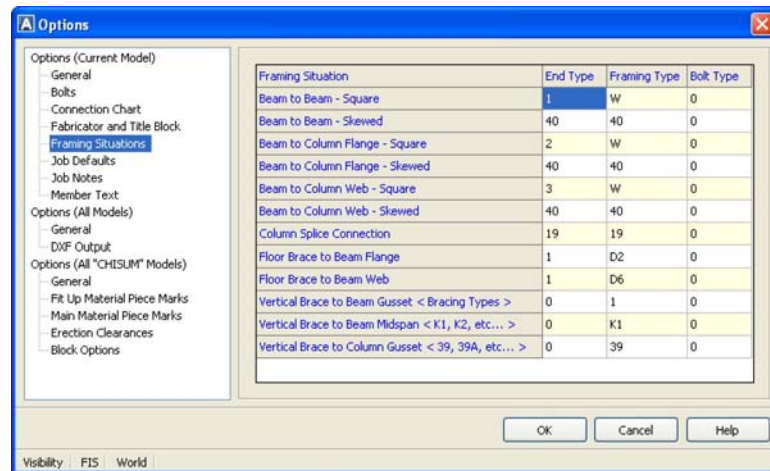 Options
Options (Current Model)
General
Bolts
Connection Chart
Fabricator and Title Block
Framing Situations
Job Defaults
Job Notes
Member Text
Options (All Models)
General
DXF Output
Options (All "CHISUM" Models)
General
Fit Up Material Piece Marks
Main Material Piece Marks
Erection Clearances
Block Options
Framing Situation End Type Framing Type Bolt Type
Beam to Beam - Square 1 W 0
Beam to Beam - Skewed 40 40 0
Beam to Column Flange - Square 2 W 0
Beam to Column Flange - Skewed 40 40 0
Beam to Column Web - Square 3 W 0
Beam to Column Web - Skewed 40 40 0
Column Splice Connection 19 19 0
Floor Brace to Beam Flange 1 D2 0
Floor Brace to Beam Web 1 D6 0
Vertical Brace to Beam Gusset < Bracing Types > 0 1 0
Vertical Brace to Beam Midspan < K1, K2, etc... > 0 K1 0
Vertical Brace to Column Gusset < 39, 39A, etc... > 0 39 0
OK Cancel Help
Visibility FIS World